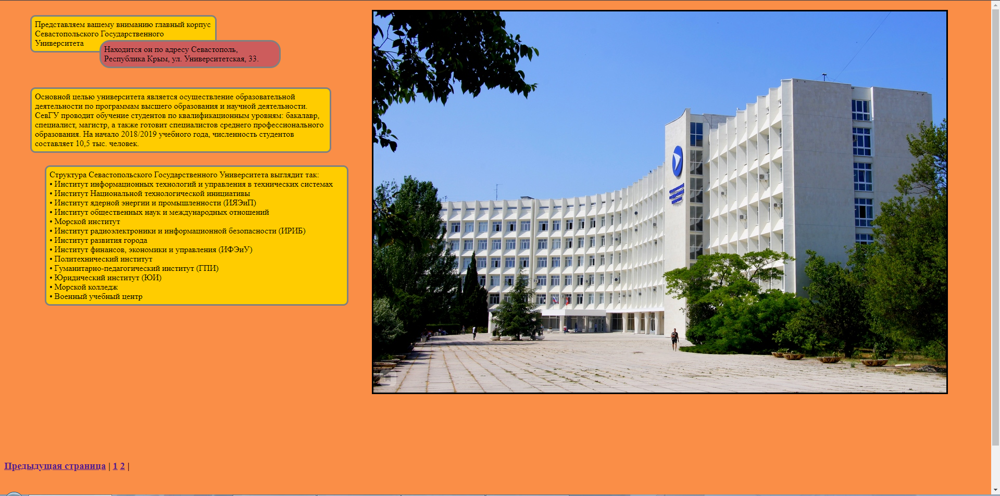 Представляем вашему вниманию главный корпус
Севастопольского Государственного
Университета
Находится он по адресу Севастополь,
Республика Крым, ул. Университетская, 33.
Основной целью университета является осуществление образовательной
деятельности по программам высшего образования и научной деятельности.
СевГУ проводит обучение студентов по квалификационным уровням: бакалавр,
специалист, магистр, а также готовит специалистов среднего профессионального
образования. На начало 2018/2019 учебного года, численность студентов
составляет 10,5 тыс. человек.
Структура Севастопольского Государственного Университета выглядит так:
• Институт информационных технологий и управления в технических системах
• Институт Национальной технологической инициативы
• Институт ядерной энергии и промышленности (ИЯЭиП)
• Институт общественных наук и международных отношений
• Морской институт
• Институт радиоэлектроники и информационной безопасности (ИРИБ)
• Институт развития города
• Институт финансов, экономики и управления (ИФЭиУ)
• Политехнический институт
• Гуманитарно-педагогический институт (ГПИ)
• Юридический институт (ЮИ)
• Морской колледж
• Военный учебный центр
Предыдущая страница | 1 2 |